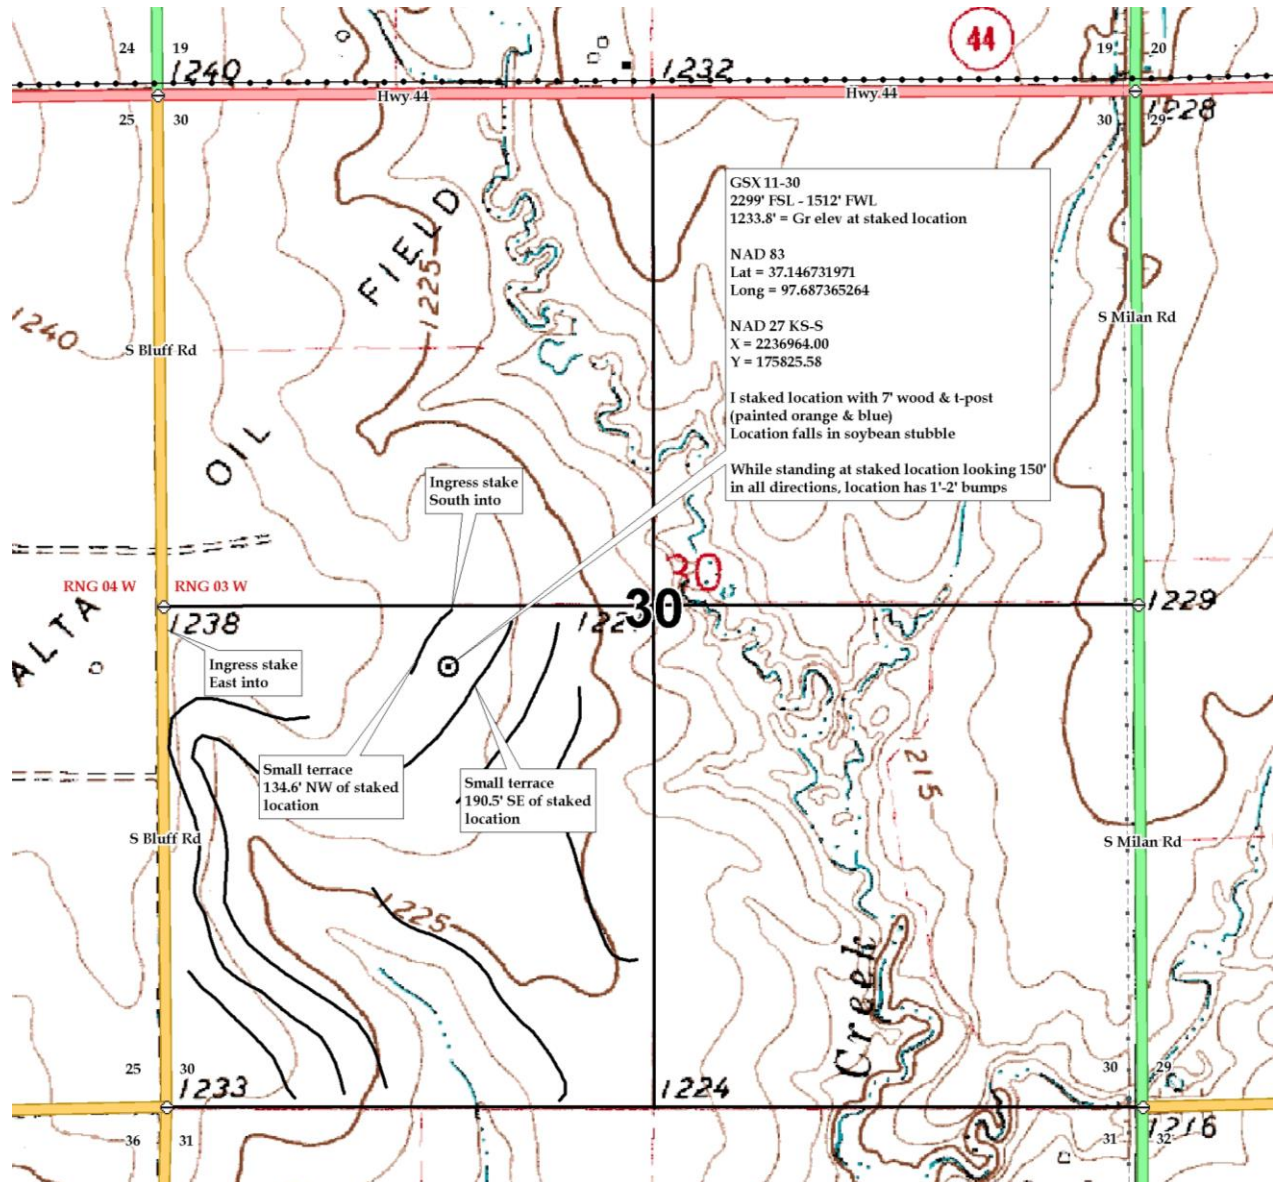 24 19
1240
1232
44
19 20
Hwy 44
Hwy 44
25 30
30 29
1228
GSX 11-30
2299' FSL - 1512' FWL
1233.8' = Gr elev at staked location
NAD 83
Lat = 37.146731971
Long = 97.687365264
NAD 27 KS-S
X = 2236964.00
Y = 175825.58
I staked location with 7' wood & t-post
(painted orange & blue)
Location falls in soybean stubble
While standing at staked location looking 150'
in all directions, location has 1'-2' bumps
FIELD
1225
1240
S Bluff Rd
S Milan Rd
OIL
Ingress stake
South into
RNG 04 W
RNG 03 W
30
30
ALTA
1238
1229
Ingress stake
East into
Small terrace
134.6' NW of staked
location
Small terrace
190.5' SE of staked
location
1215
S Bluff Rd
S Milan Rd
1225
Creek
25 30
30 29
1233
1224
1216
36 31
31 32